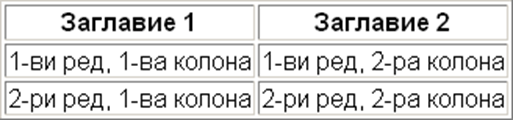 Заглавие 1 Заглавие 2
1-ви ред, 1-ва колона 1-ви ред, 2-ра колона
2-ри ред, 1-ва колона 2-ри ред, 2-ра колона